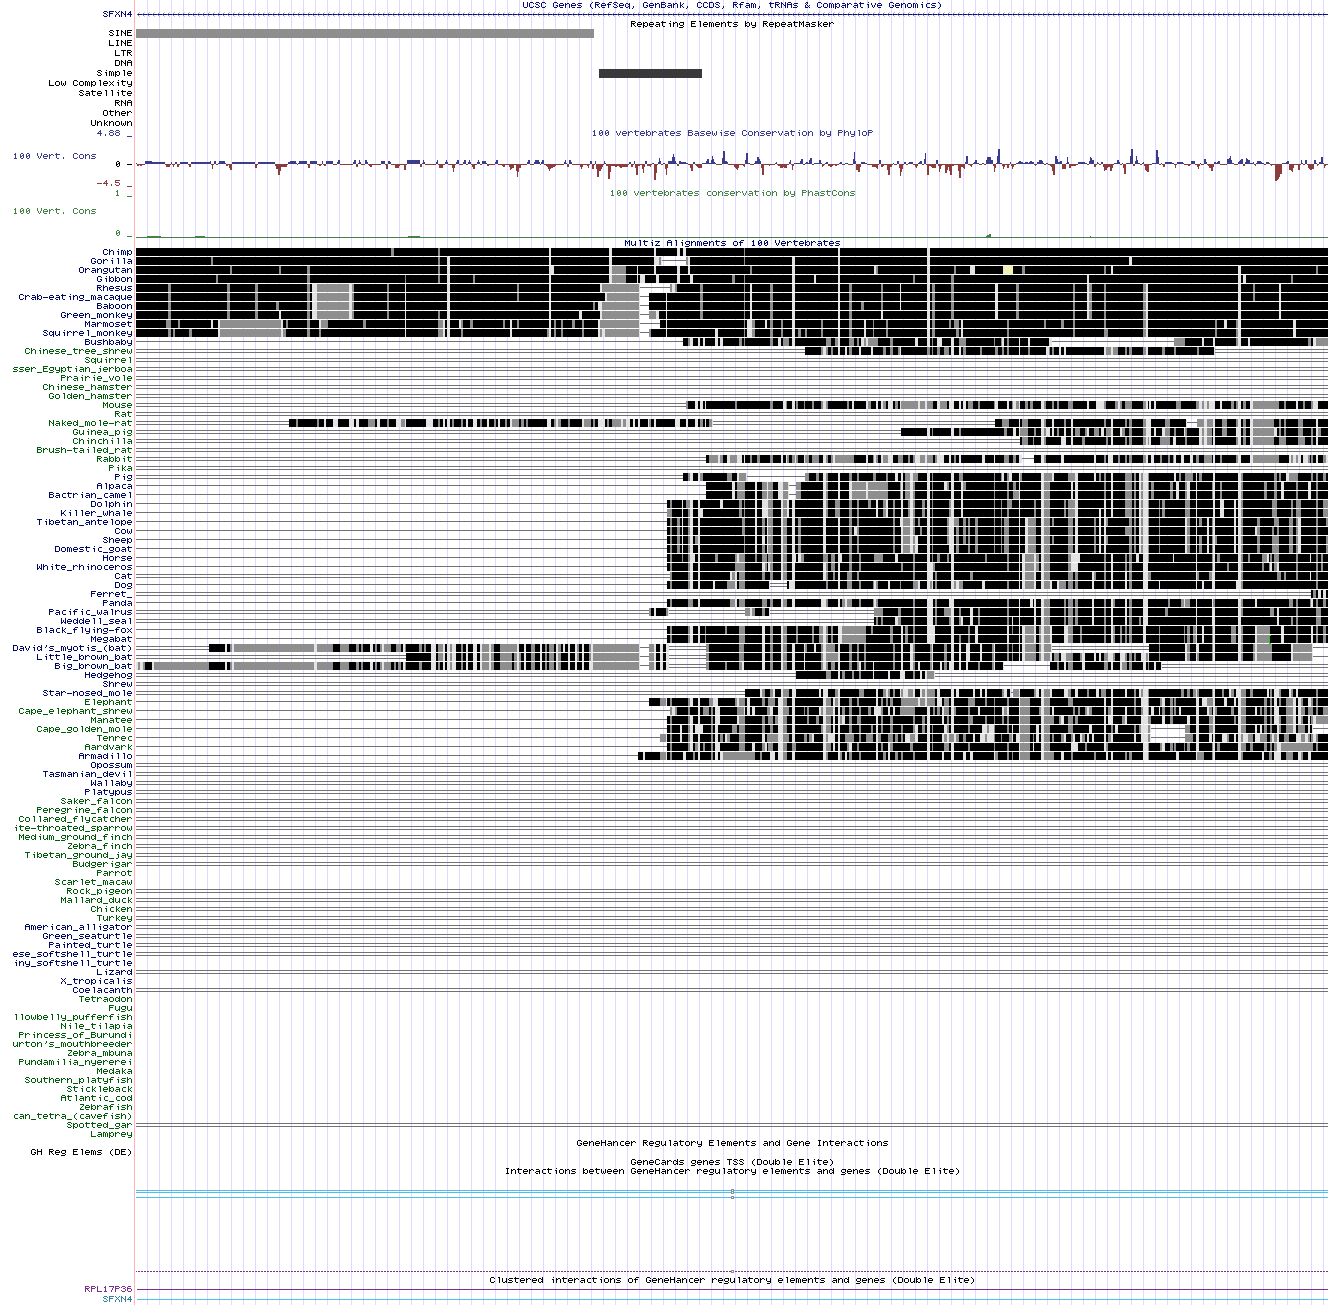 UCSC Genes (RefSeq, GenBank, CCDS, Rfam, tRNAs & Comparative Genomics)
SFXN4
Repeating Elements by RepeatMasker
SINE
LINE
LTR
DNA
Simple
Low Complexity
Satellite
RNA
Other
Unknown
4.88 _
100 vertebrates Basewise Conservation by PhyloP
100 Vert. Cons
0 _
-4.5 _
1 _
100 vertebrates conservation by PhastCons
100 Vert. Cons
0 _
Multiz Alignments of 100 Vertebrates
Chimp
Gorilla
Orangutan
Gibbon
Rhesus
Crab-eating_macaque
Baboon
Green_monkey
Marmoset
Squirrel_monkey
Bushbaby
Chinese_tree_shrew
Squirrel
sser_Egyptian_jerboa
Prairie_vole
Chinese_hamster
Golden_hamster
Mouse
Rat
Naked_mole-rat
Guinea_pig
Chinchilla
Brush-tailed_rat
Rabbit
Pika
Pig
Alpaca
Bactrian_camel
Dolphin
Killer_whale
Tibetan_antelope
Cow
Sheep
Domestic_goat
Horse
White_rhinoceros
Cat
Dog
Ferret_
Panda
Pacific_walrus
Weddell_seal
Black_flying-fox
Megabat
David's_myotis_(bat)
Little_brown_bat
Big_brown_bat
Hedgehog
Shrew
Star-nosed_mole
Elephant
Cape_elephant_shrew
Manatee
Cape_golden_mole
Tenrec
Aardvark
Armadillo
Opossum
Tasmanian_devil
Wallaby
Platypus
Saker_falcon
Peregrine_falcon
Collared_flycatcher
ite-throated_sparrow
Medium_ground_finch
Zebra_finch
Tibetan_ground_jay
Budgerigar
Parrot
Scarlet_macaw
Rock_pigeon
Mallard_duck
Chicken
Turkey
American_alligator
Green_seaturtle
Painted_turtle
ese_softshell_turtle
iny_softshell_turtle
Lizard
X_tropicalis
Coelacanth
Tetraodon
Fugu
llowbelly_pufferfish
Nile_tilapia
Princess_of_Burundi
urton's_mouthbreeder
Zebra_mbuna
Pundamilia_nyererei
Medaka
Southern_platyfish
Stickleback
Atlantic_cod
Zebrafish
can_tetra_(cavefish)
Spotted_gar
Lamprey
GeneHancer Regulatory Elements and Gene Interactions
GH Reg Elems (DE)
GeneCards genes TSS (Double Elite)
Interactions between GeneHancer regulatory elements and genes (Double Elite)
Clustered interactions of GeneHancer regulatory elements and genes (Double Elite)
RPL17P36
SFXN4